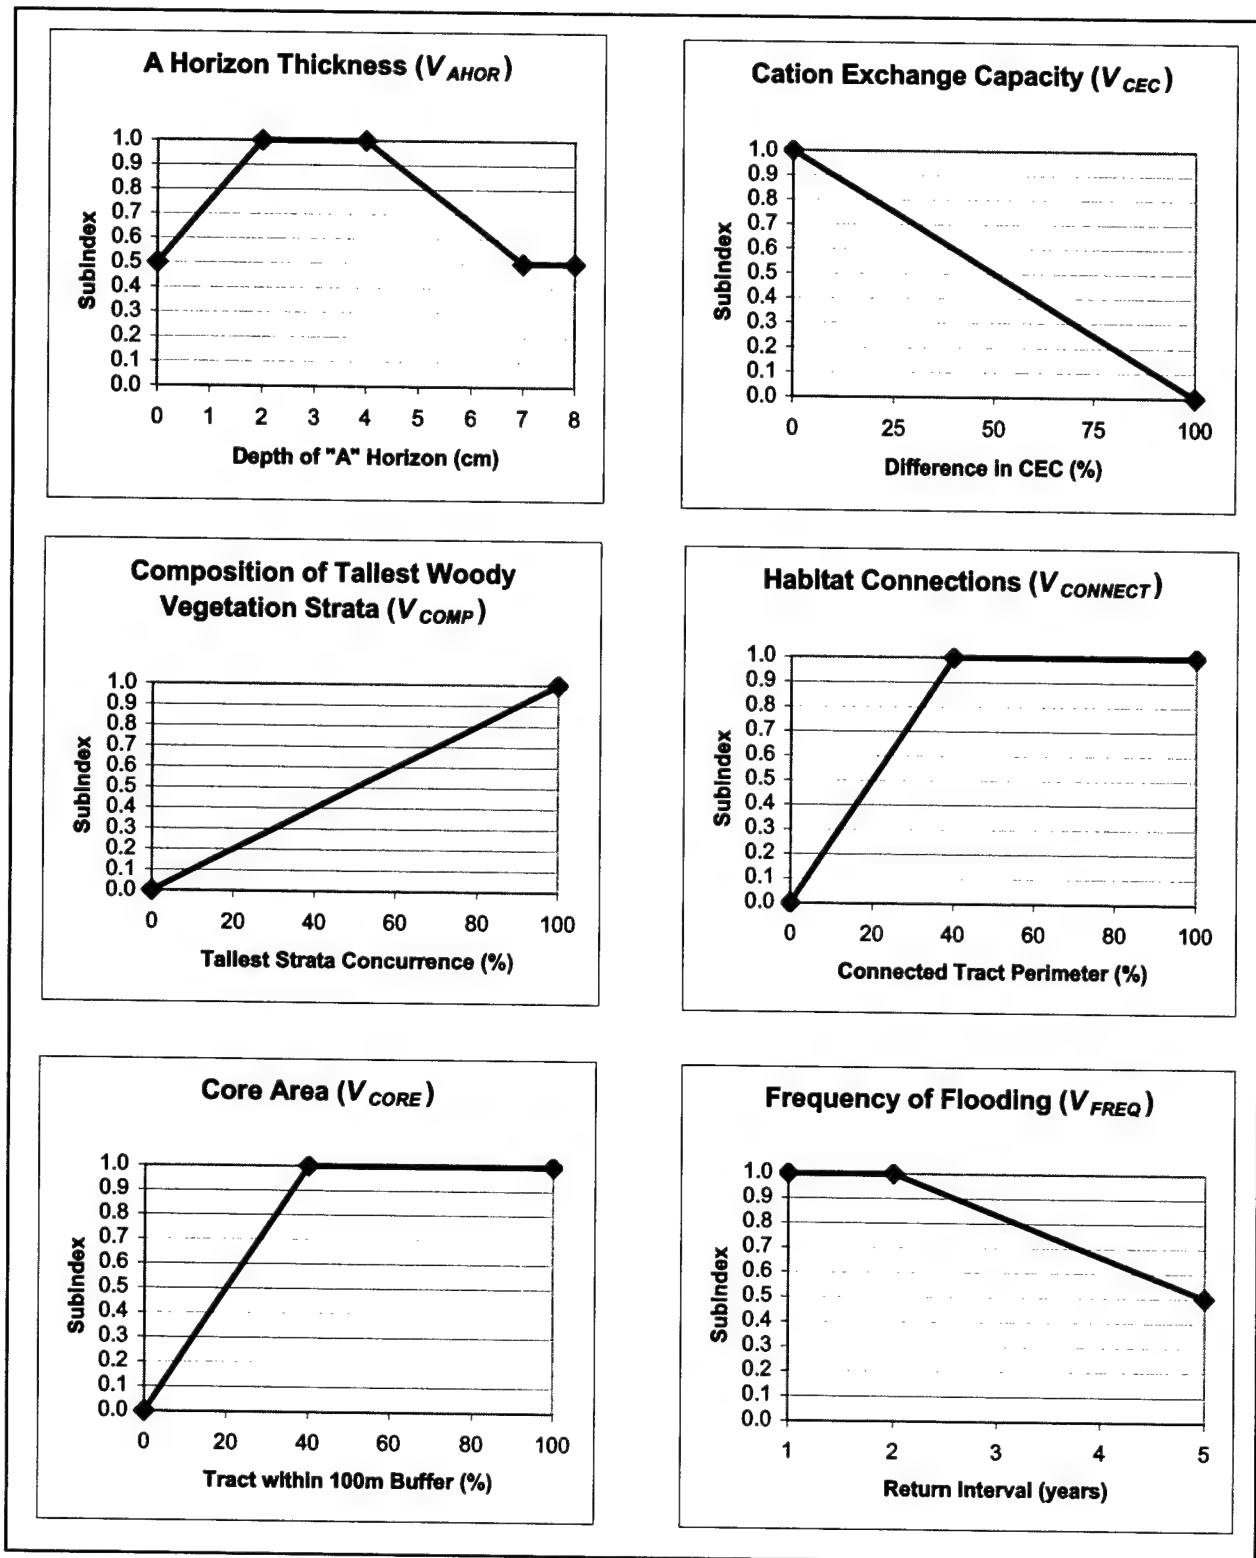 A Horizon Thickness (V AHOR)
SubIndex
1.0
0.9
0.8
0.7
0.6
0.5
0.4
0.3
0.2
0.1
0.0
0 1 2 3 4 5 6 7 8
Depth of "A" Horizon (cm)
Cation Exchange Capacity (V CEC)
SubIndex
1.0
0.9
0.8
0.7
0.6
0.5
0.4
0.3
0.2
0.1
0.0
0 25 50 75 100
Difference in CEC (%)
Composition of Tallest Woody
Vegetation Strata (V COMP)
SubIndex
1.0
0.9
0.8
0.7
0.6
0.5
0.4
0.3
0.2
0.1
0.0
0 20 40 60 80 100
Tallest Strata Concurrence (%)
Habitat Connections (V CONNECT)
SubIndex
1.0
0.9
0.8
0.7
0.6
0.5
0.4
0.3
0.2
0.1
0.0
0 20 40 60 80 100
Connected Tract Perimeter (%)
Core Area (V CORE)
SubIndex
1.0
0.9
0.8
0.7
0.6
0.5
0.4
0.3
0.2
0.1
0.0
0 20 40 60 80 100
Tract within 100m Buffer (%)
Frequency of Flooding (V FREQ)
SubIndex
1.0
0.9
0.8
0.7
0.6
0.5
0.4
0.3
0.2
0.1
0.0
1 2 3 4 5
Return Interval (years)